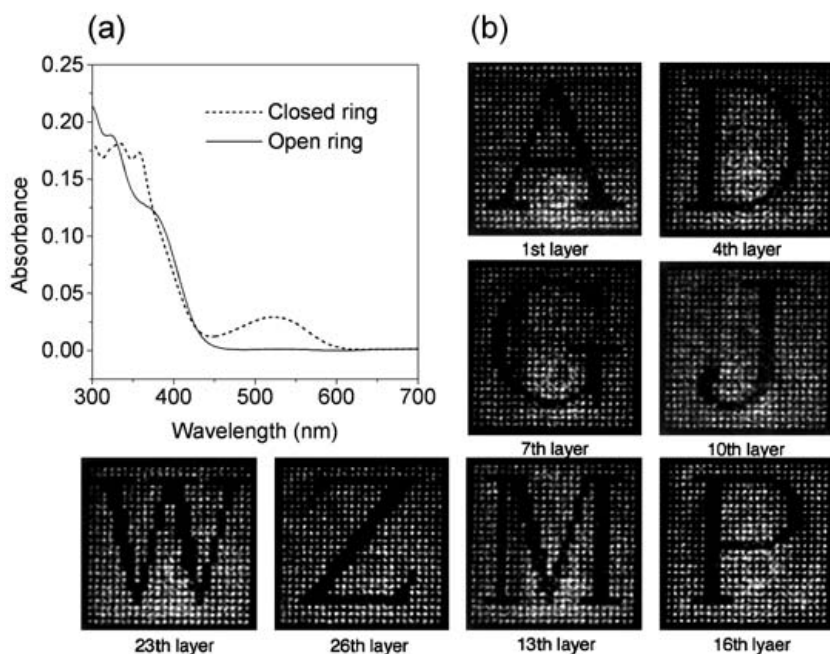 (a)
(b)
0.25
0.20
0.15
0.10
0.05
0.00
Absorbance
Closed ring
Open ring
300 400 500 600 700
Wavelength (nm)
A D
1st layer 4th layer
G J
7th layer 10th layer
W Z M P
23th layer 26th layer 13th layer 16th lyaer